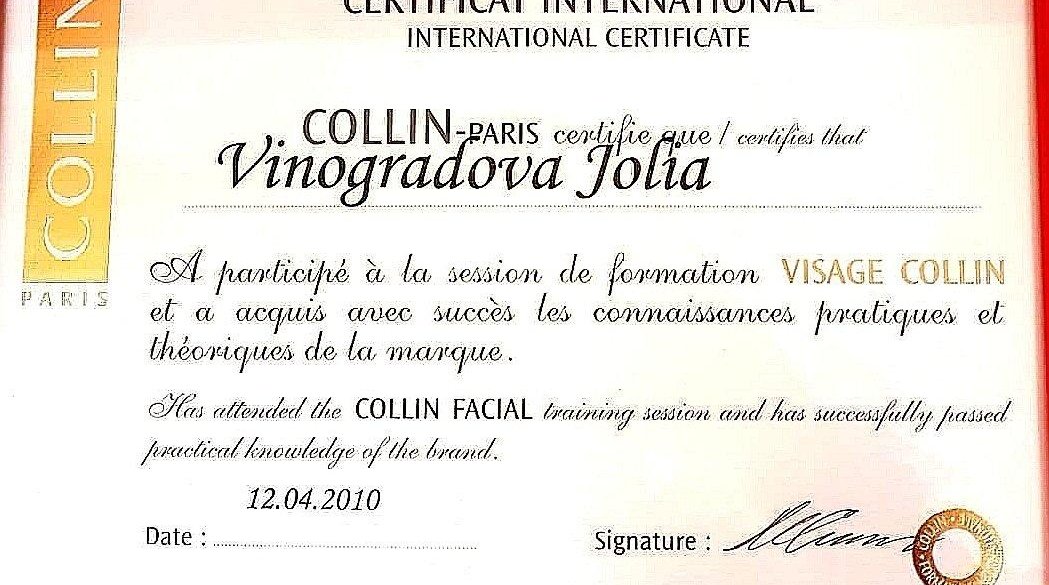 CERTIFICAT INTERNATIONAL
INTERNATIONAL CERTIFICATE
COLLIN
PARIS
COLLIN-PARIS certifie que / certifies that
Vinogradova Jolia
A participé à la session de formation VISAGE COLLIN
et a acquis avec succès les connaissances pratiques et
théoriques de la marque.
Has attended the COLLIN FACIAL training session and has successfully passed
practical knowledge of the brand.
12.04.2010
Date :
Signature :
COLLIN